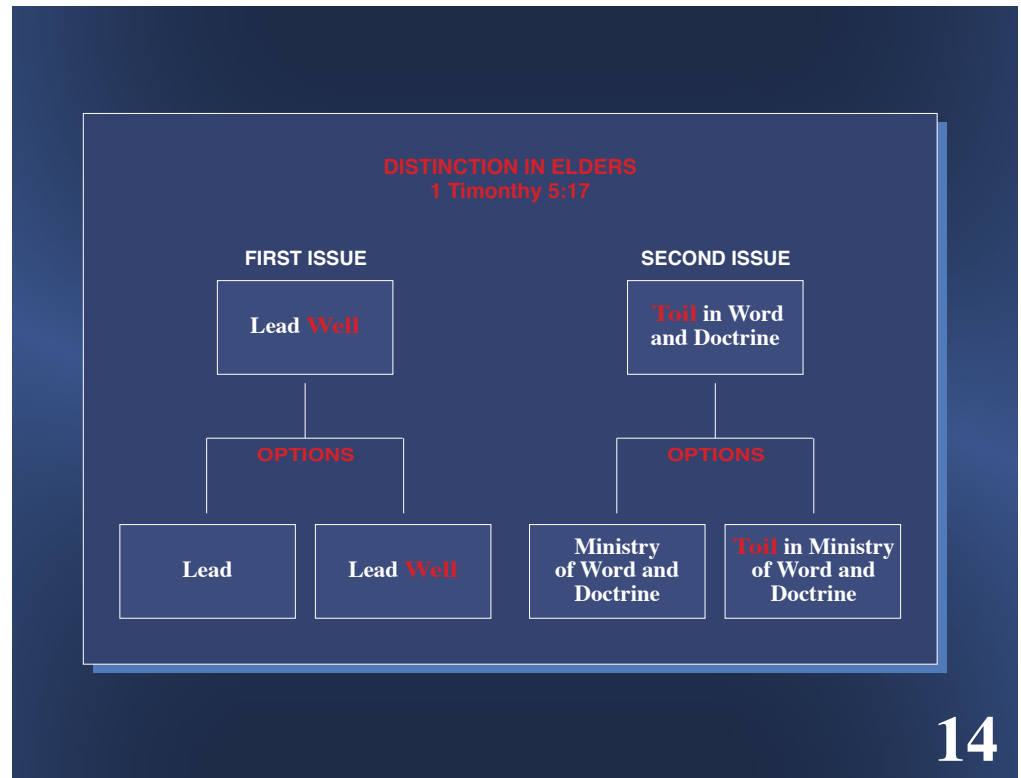 DISTINCTION IN ELDERS
1 Timonthy 5:17
FIRST ISSUE
Lead Well
OPTIONS
Lead
Lead Well
SECOND ISSUE
Toil in Word
and Doctrine
OPTIONS
Ministry
of Word and
Doctrine
Toil in Ministry
of Word and
Doctrine
14